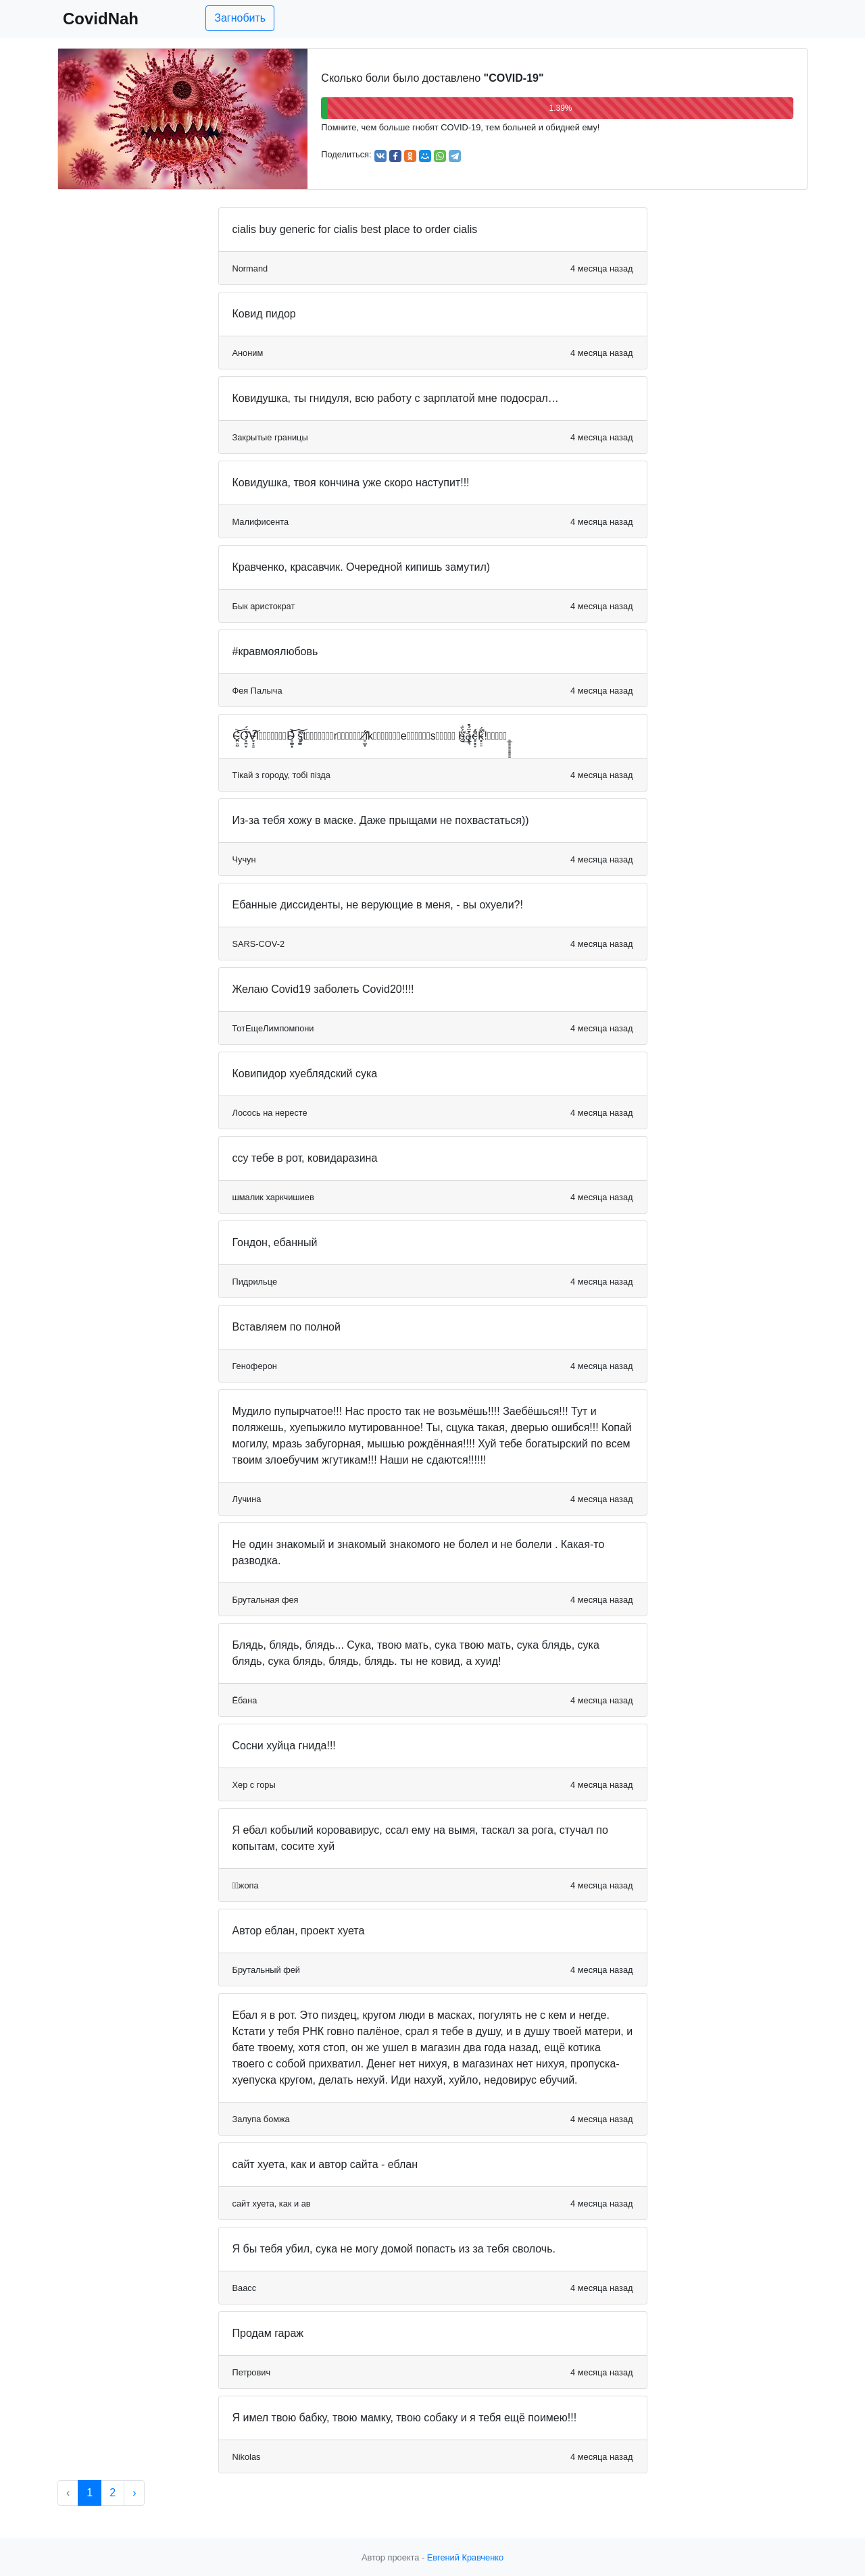 CovidNah
Загнобить
Сколько боли было доставлено "COVID-19"
1.39%
Помните, чем больше гнобят COVID-19, тем больней и обидней ему!
Поделиться:
cialis buy generic for cialis best place to order cialis
Normand 4 месяца назад
Ковид пидор
Аноним 4 месяца назад
Ковидушка, ты гнидуля, всю работу с зарплатой мне подосрал…
Закрытые границы 4 месяца назад
Ковидушка, твоя кончина уже скоро наступит!!!
Малифисента 4 месяца назад
Кравченко, красавчик. Очередной кипишь замутил)
Бык аристократ 4 месяца назад
#кравмоялюбовь
Фея Палыча 4 месяца назад
Тікай з городу, тобі пізда 4 месяца назад
Из-за тебя хожу в маске. Даже прыщами не похвастаться))
Чучун 4 месяца назад
Ебанные диссиденты, не верующие в меня, - вы охуели?!
SARS-COV-2 4 месяца назад
Желаю Covid19 заболеть Covid20!!!!
ТотЕщеЛимпомпони 4 месяца назад
Ковипидор хуеблядский сука
Лосось на нересте 4 месяца назад
ссу тебе в рот, ковидаразина
шмалик харкчишиев 4 месяца назад
Гондон, ебанный
Пидрильце 4 месяца назад
Вставляем по полной
Геноферон 4 месяца назад
Мудило пупырчатое!!! Нас просто так не возьмёшь!!!! Заебёшься!!! Тут и
поляжешь, хуепыжило мутированное! Ты, сцука такая, дверью ошибся!!! Копай
могилу, мразь забугорная, мышью рождённая!!!! Хуй тебе богатырский по всем
твоим злоебучим жгутикам!!! Наши не сдаются!!!!!!
Лучина 4 месяца назад
Не один знакомый и знакомый знакомого не болел и не болели . Какая-то
разводка.
Брутальная фея 4 месяца назад
Блядь, блядь, блядь... Сука, твою мать, сука твою мать, сука блядь, сука
блядь, сука блядь, блядь, блядь. ты не ковид, а хуид!
Ёбана 4 месяца назад
Сосни хуйца гнида!!!
Хер с горы 4 месяца назад
Я ебал кобылий коровавирус, ссал ему на вымя, таскал за рога, стучал по
копытам, сосите хуй
жопа 4 месяца назад
Автор еблан, проект хуета
Брутальный фей 4 месяца назад
Ебал я в рот. Это пиздец, кругом люди в масках, погулять не с кем и негде.
Кстати у тебя РНК говно палёное, срал я тебе в душу, и в душу твоей матери, и
бате твоему, хотя стоп, он же ушел в магазин два года назад, ещё котика
твоего с собой прихватил. Денег нет нихуя, в магазинах нет нихуя, пропуска-
хуепуска кругом, делать нехуй. Иди нахуй, хуйло, недовирус ебучий.
Залупа бомжа 4 месяца назад
сайт хуета, как и автор сайта - еблан
сайт хуета, как и ав 4 месяца назад
Я бы тебя убил, сука не могу домой попасть из за тебя сволочь.
Ваасс 4 месяца назад
Продам гараж
Петрович 4 месяца назад
Я имел твою бабку, твою мамку, твою собаку и я тебя ещё поимею!!!
Nikolas 4 месяца назад
‹ 1 2 ›
Автор проекта - Евгений Кравченко